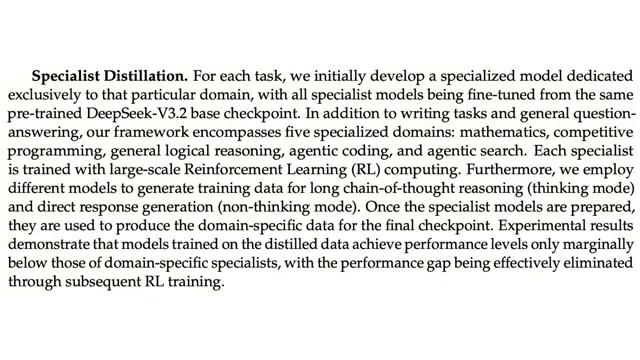 Specialist Distillation. For each task, we initially develop a specialized model dedicated
exclusively to that particular domain, with all specialist models being fine-tuned from the same
pre-trained DeepSeek-V3.2 base checkpoint. In addition to writing tasks and general question-
answering, our framework encompasses five specialized domains: mathematics, competitive
programming, general logical reasoning, agentic coding, and agentic search. Each specialist
is trained with large-scale Reinforcement Learning (RL) computing. Furthermore, we employ
different models to generate training data for long chain-of-thought reasoning (thinking mode)
and direct response generation (non-thinking mode). Once the specialist models are prepared,
they are used to produce the domain-specific data for the final checkpoint. Experimental results
demonstrate that models trained on the distilled data achieve performance levels only marginally
below those of domain-specific specialists, with the performance gap being effectively eliminated
through subsequent RL training.